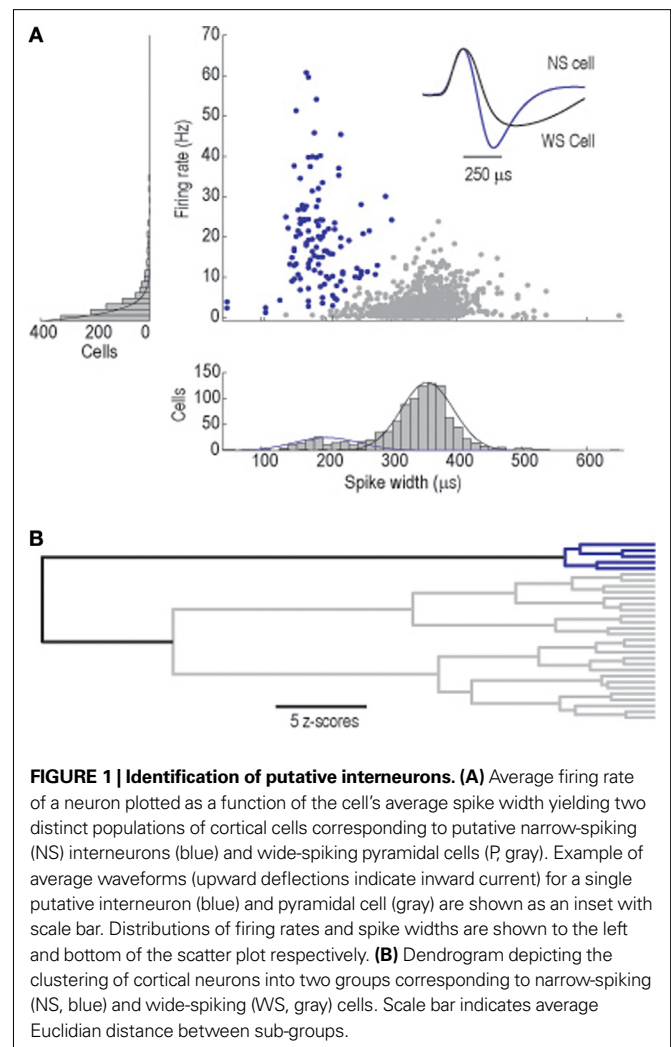 A
70
60
50
40
30
20
10
0
Firing rate (Hz)
NS cell
WS Cell
250 µs
400 200 0
Cells
150
100
50
0
Cells
100 200 300 400 500 600
Spike width (µs)
B
5 z-scores
FIGURE 1 | Identification of putative interneurons. (A) Average firing rate
of a neuron plotted as a function of the cell's average spike width yielding two
distinct populations of cortical cells corresponding to putative narrow-spiking
(NS) interneurons (blue) and wide-spiking pyramidal cells (P, gray). Example of
average waveforms (upward deflections indicate inward current) for a single
putative interneuron (blue) and pyramidal cell (gray) are shown as an inset with
scale bar. Distributions of firing rates and spike widths are shown to the left
and bottom of the scatter plot respectively. (B) Dendrogram depicting the
clustering of cortical neurons into two groups corresponding to narrow-spiking
(NS, blue) and wide-spiking (WS, gray) cells. Scale bar indicates average
Euclidian distance between sub-groups.